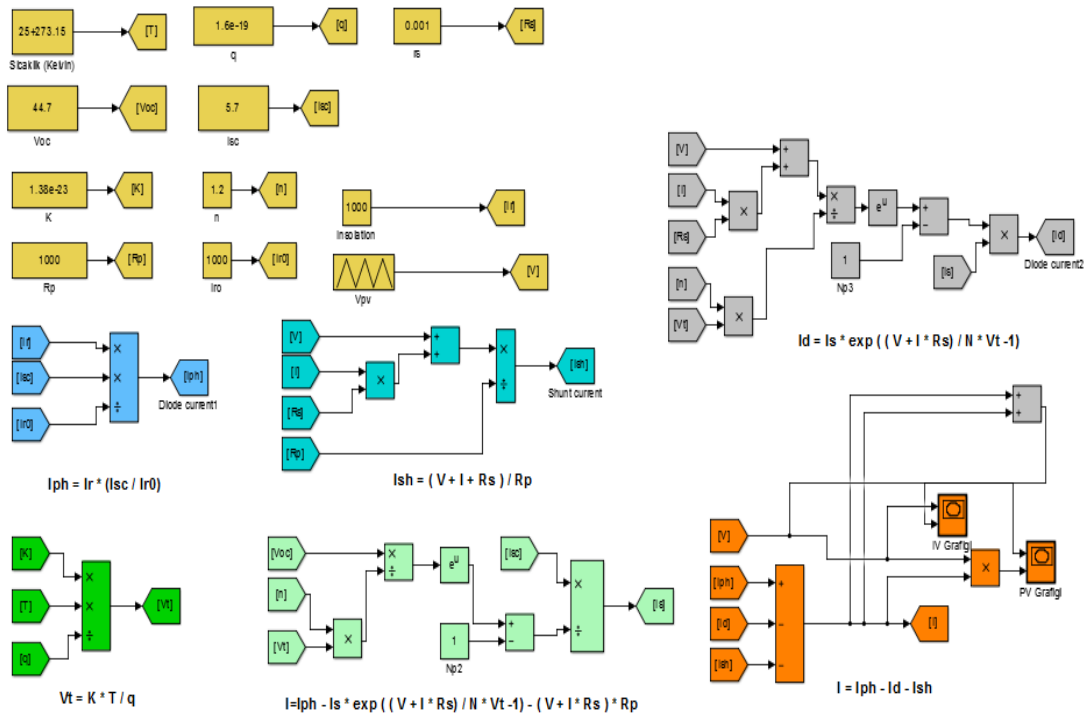 25+273.15
[T]
Sicaklik (Kelvin)
1.6e-19
[q]
q
0.001
[Rs]
rs
44.7
[Voc]
Voc
5.7
[Isc]
Isc
1.38e-23
[K]
K
1.2
[n]
n
1000
[Rp]
Rp
1000
[Ir0]
Iro
1000
[Ir]
Insolation
[V]
Vpv
[V]
[I]
[Rs]
[n]
[Vt]
+
+
×
×
÷
e^u
1
Np3
+
−
×
[Is]
×
[Id]
Diode current2
Id = Is * exp ( ( V + I * Rs) / N * Vt -1)
[Ir]
[Isc]
[Ir0]
×
×
÷
[Iph]
Diode current1
Iph = Ir * (Isc / Ir0)
[V]
[I]
[Rs]
[Rp]
×
+
+
×
÷
[Ish]
Shunt current
Ish = ( V + I + Rs ) / Rp
[K]
[T]
[q]
×
×
÷
[Vt]
Vt = K * T / q
[Voc]
[n]
[Vt]
×
×
÷
e^u
1
Np2
+
−
[Isc]
×
÷
[Is]
I=Iph - Is * exp ( ( V + I * Rs) / N * Vt -1) - ( V + I * Rs ) * Rp
+
+
[V]
[Iph]
[Id]
[Ish]
+
−
−
IV Grafigi
×
PV Grafigi
[I]
I = Iph - Id - Ish